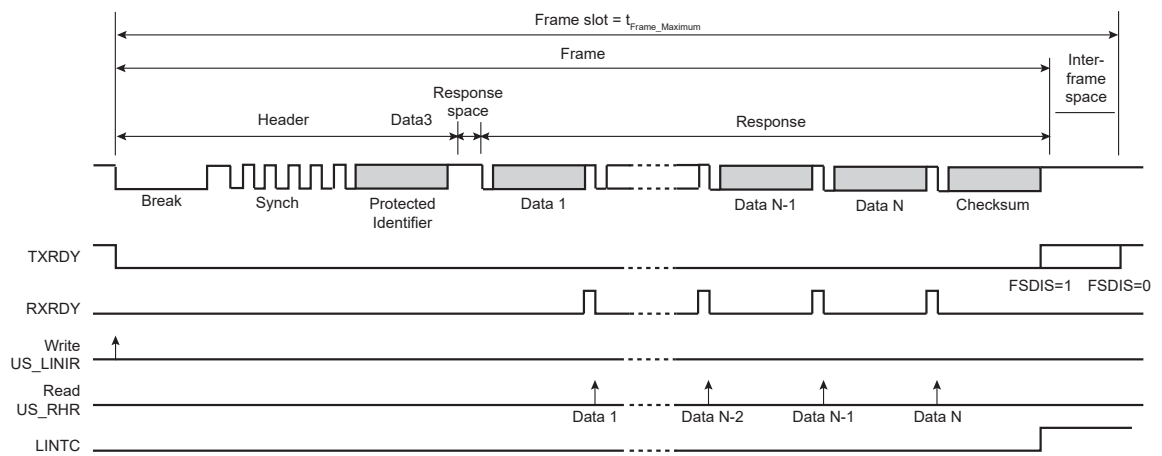 Frame slot = tFrame_Maximum
Frame
Inter-
frame
space
Response
space
Header
Data3
Response
Break
Synch
Protected
Identifier
Data 1
Data N-1
Data N
Checksum
TXRDY
FSDIS=1
FSDIS=0
RXRDY
Write
US_LINIR
Read
US_RHR
Data 1
Data N-2
Data N-1
Data N
LINTC